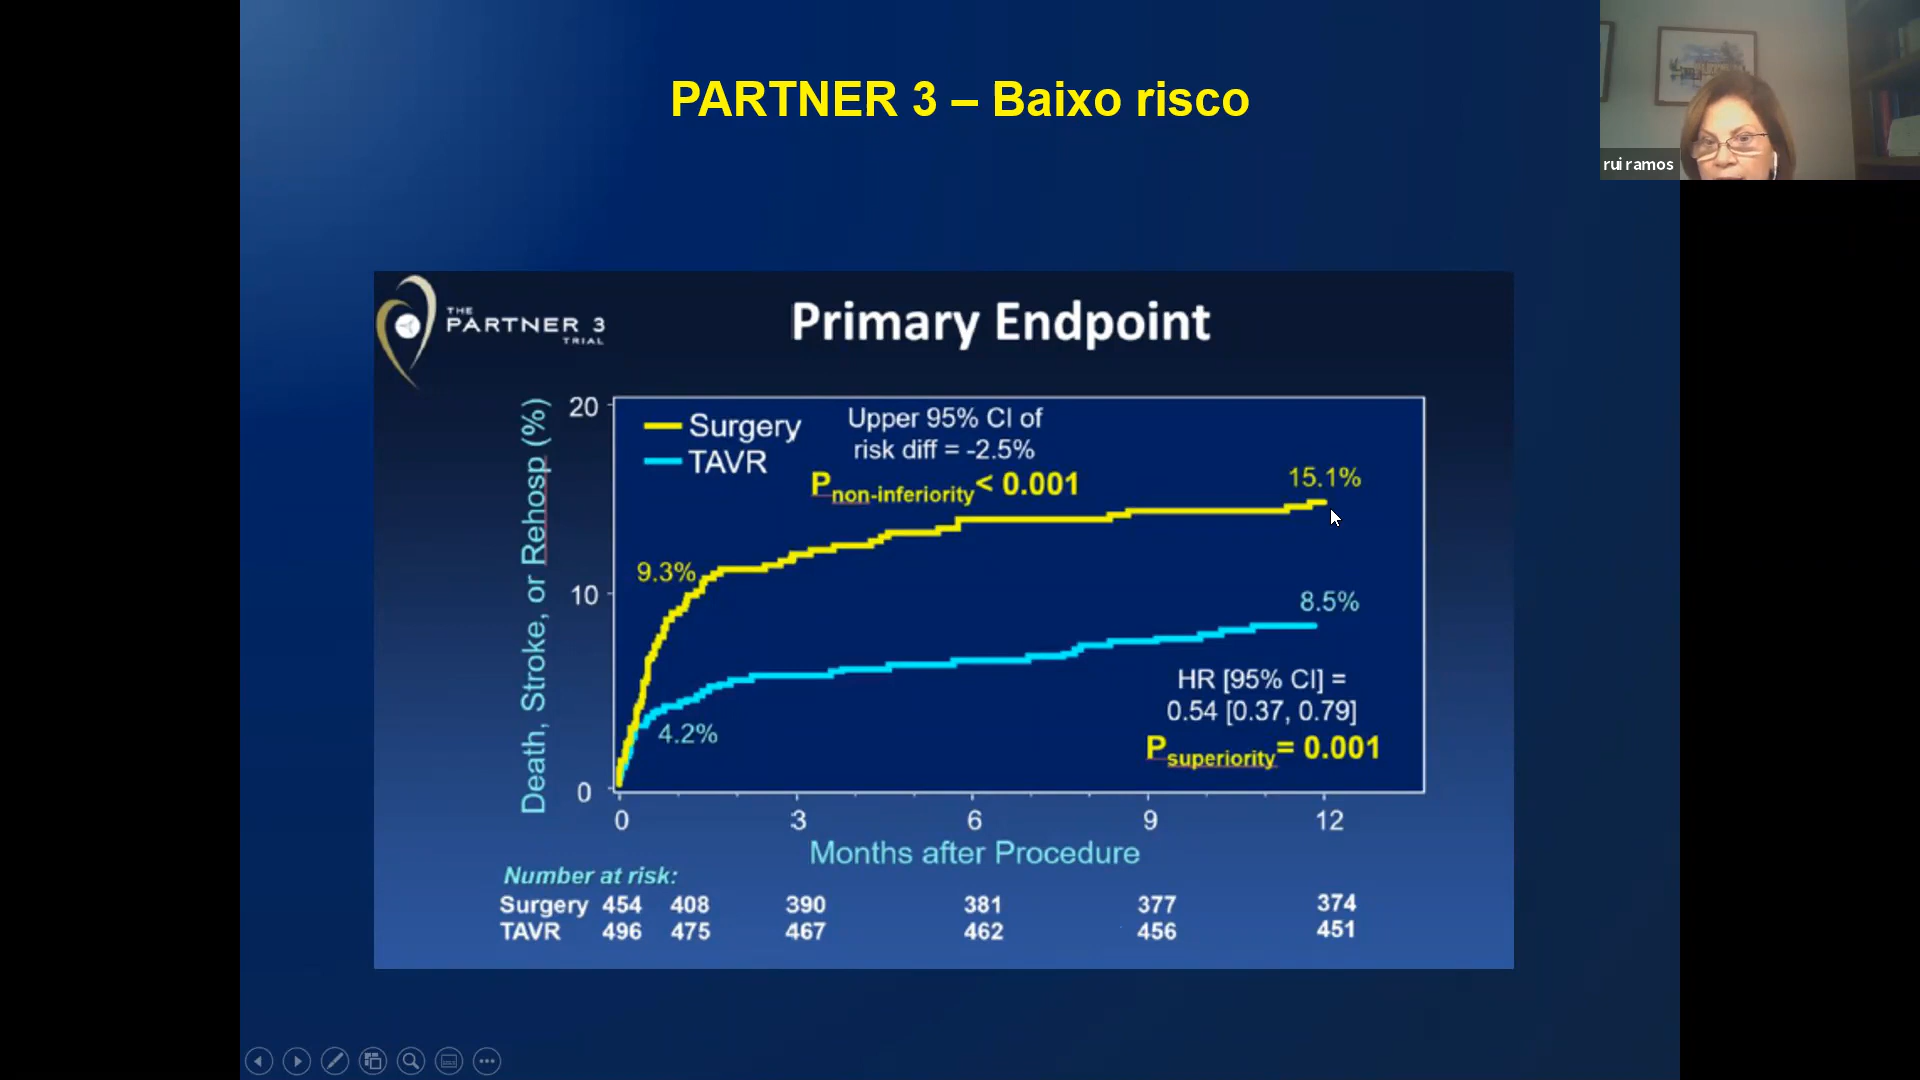 PARTNER 3 – Baixo risco
rui ramos
THE
PARTNER 3
TRIAL
Primary Endpoint
Death, Stroke, or Rehosp (%)
20
10
0
Surgery
TAVR
Upper 95% CI of
risk diff = -2.5%
Pnon-inferiority< 0.001
15.1%
9.3%
8.5%
4.2%
HR [95% CI] =
0.54 [0.37, 0.79]
Psuperiority= 0.001
0 3 6 9 12
Months after Procedure
Number at risk:
Surgery 454 408 390 381 377 374
TAVR 496 475 467 462 456 451